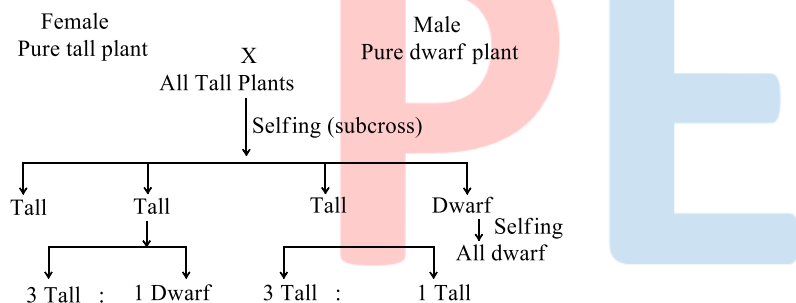 Female Male
Pure tall plant Pure dwarf plant
X
All Tall Plants
Selfing (subcross)
Tall Tall Tall Dwarf
Selfing
All dwarf
3 Tall : 1 Dwarf 3 Tall : 1 Tall
PE